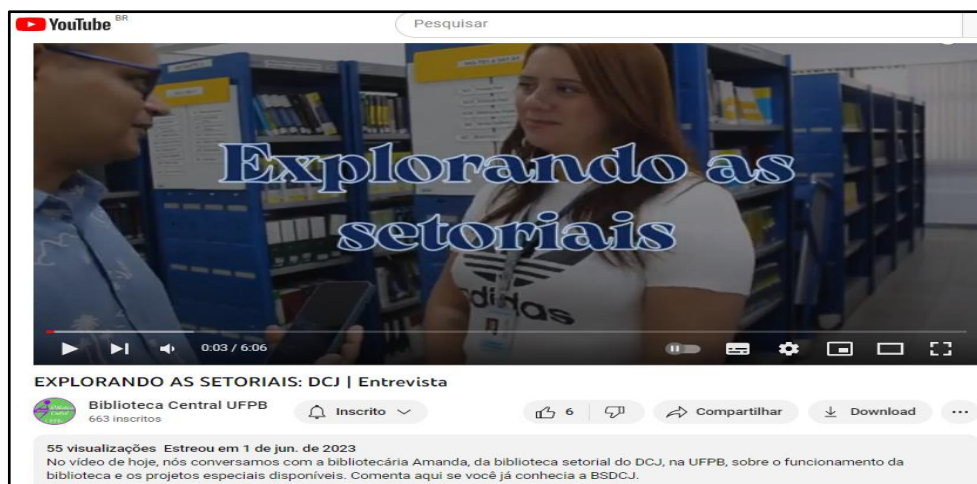 YouTube BR
Pesquisar
Explorando as
setoriais
adidas
0:03 / 6:06
EXPLORANDO AS SETORIAIS: DCJ | Entrevista
Biblioteca Central UFPB
663 inscritos
Inscrito
6
Compartilhar
Download
55 visualizações Estreou em 1 de jun. de 2023
No vídeo de hoje, nós conversamos com a bibliotecária Amanda, da biblioteca setorial do DCJ, na UFPB, sobre o funcionamento da
biblioteca e os projetos especiais disponíveis. Comenta aqui se você já conhecia a BSDCJ.